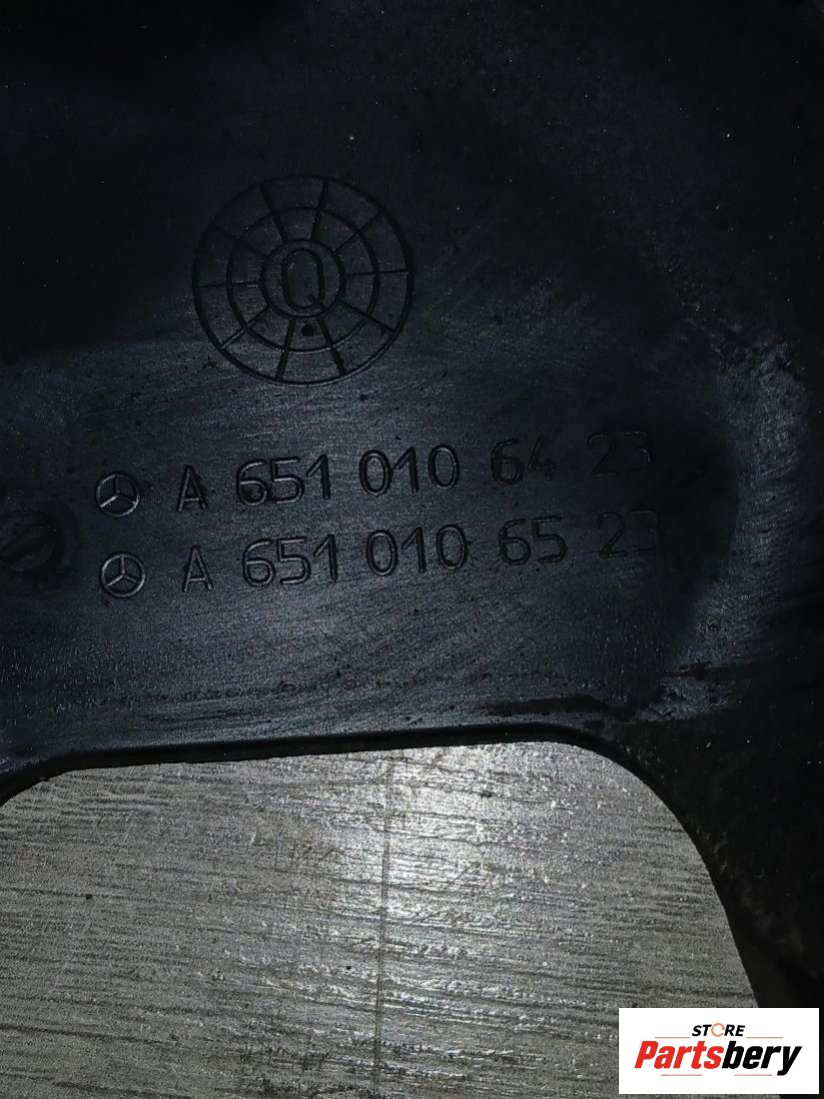 Q
A 651 010 64 23
A 651 010 65 23
STORE
Partsbery